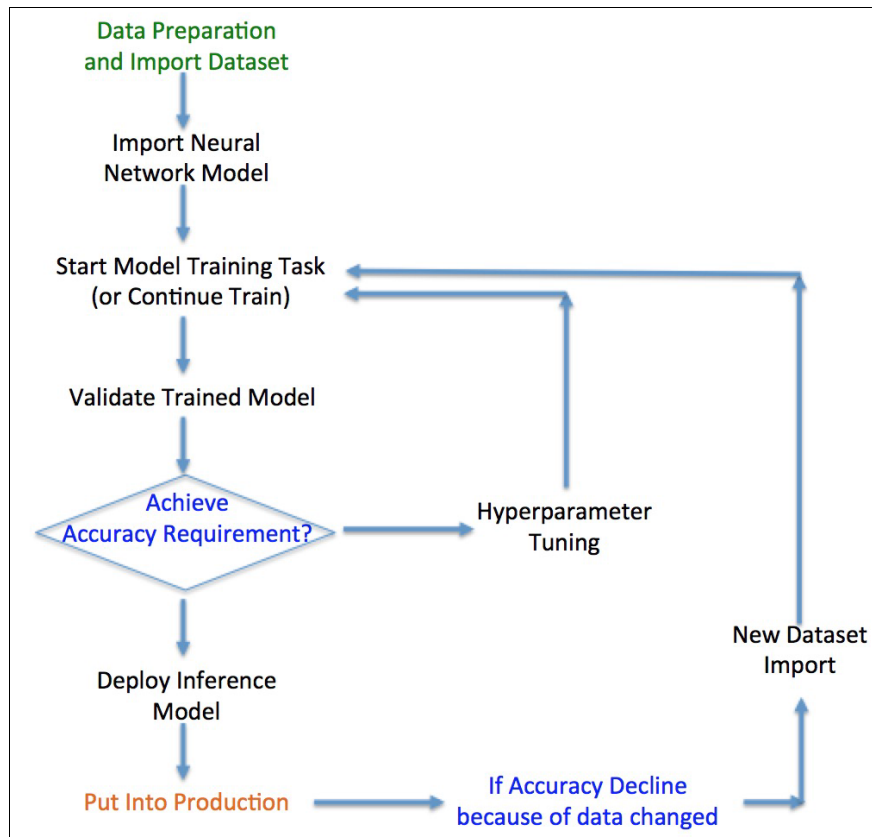 Data Preparation
and Import Dataset
Import Neural
Network Model
Start Model Training Task
(or Continue Train)
Validate Trained Model
Achieve
Accuracy Requirement?
Hyperparameter
Tuning
New Dataset
Import
Deploy Inference
Model
Put Into Production
If Accuracy Decline
because of data changed